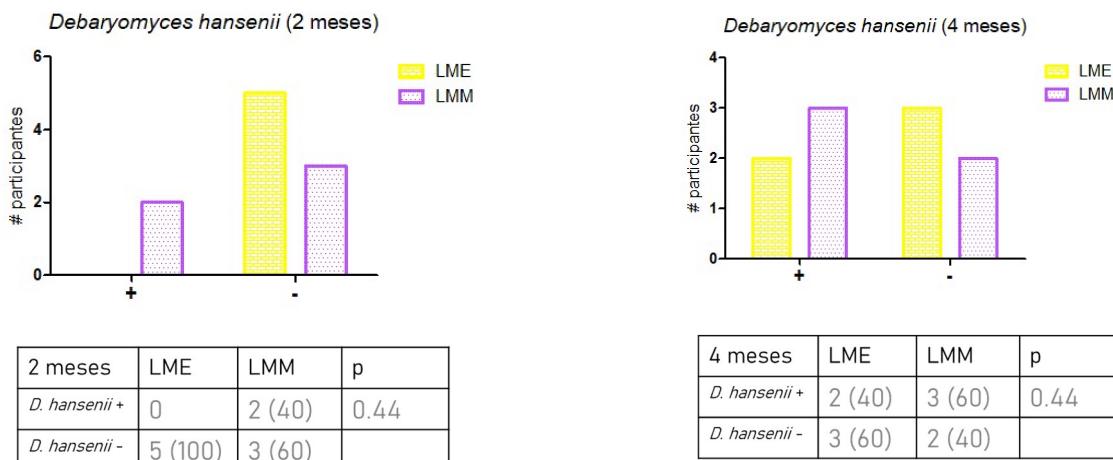 Debaryomyces hansenii (2 meses)
# participantes
6
4
2
0
+ -
LME
LMM
2 meses LME LMM p
D. hansenii + 0 2 (40) 0.44
D. hansenii - 5 (100) 3 (60)
Debaryomyces hansenii (4 meses)
# participantes
4
3
2
1
0
+ -
LME
LMM
4 meses LME LMM p
D. hansenii + 2 (40) 3 (60) 0.44
D. hansenii - 3 (60) 2 (40)